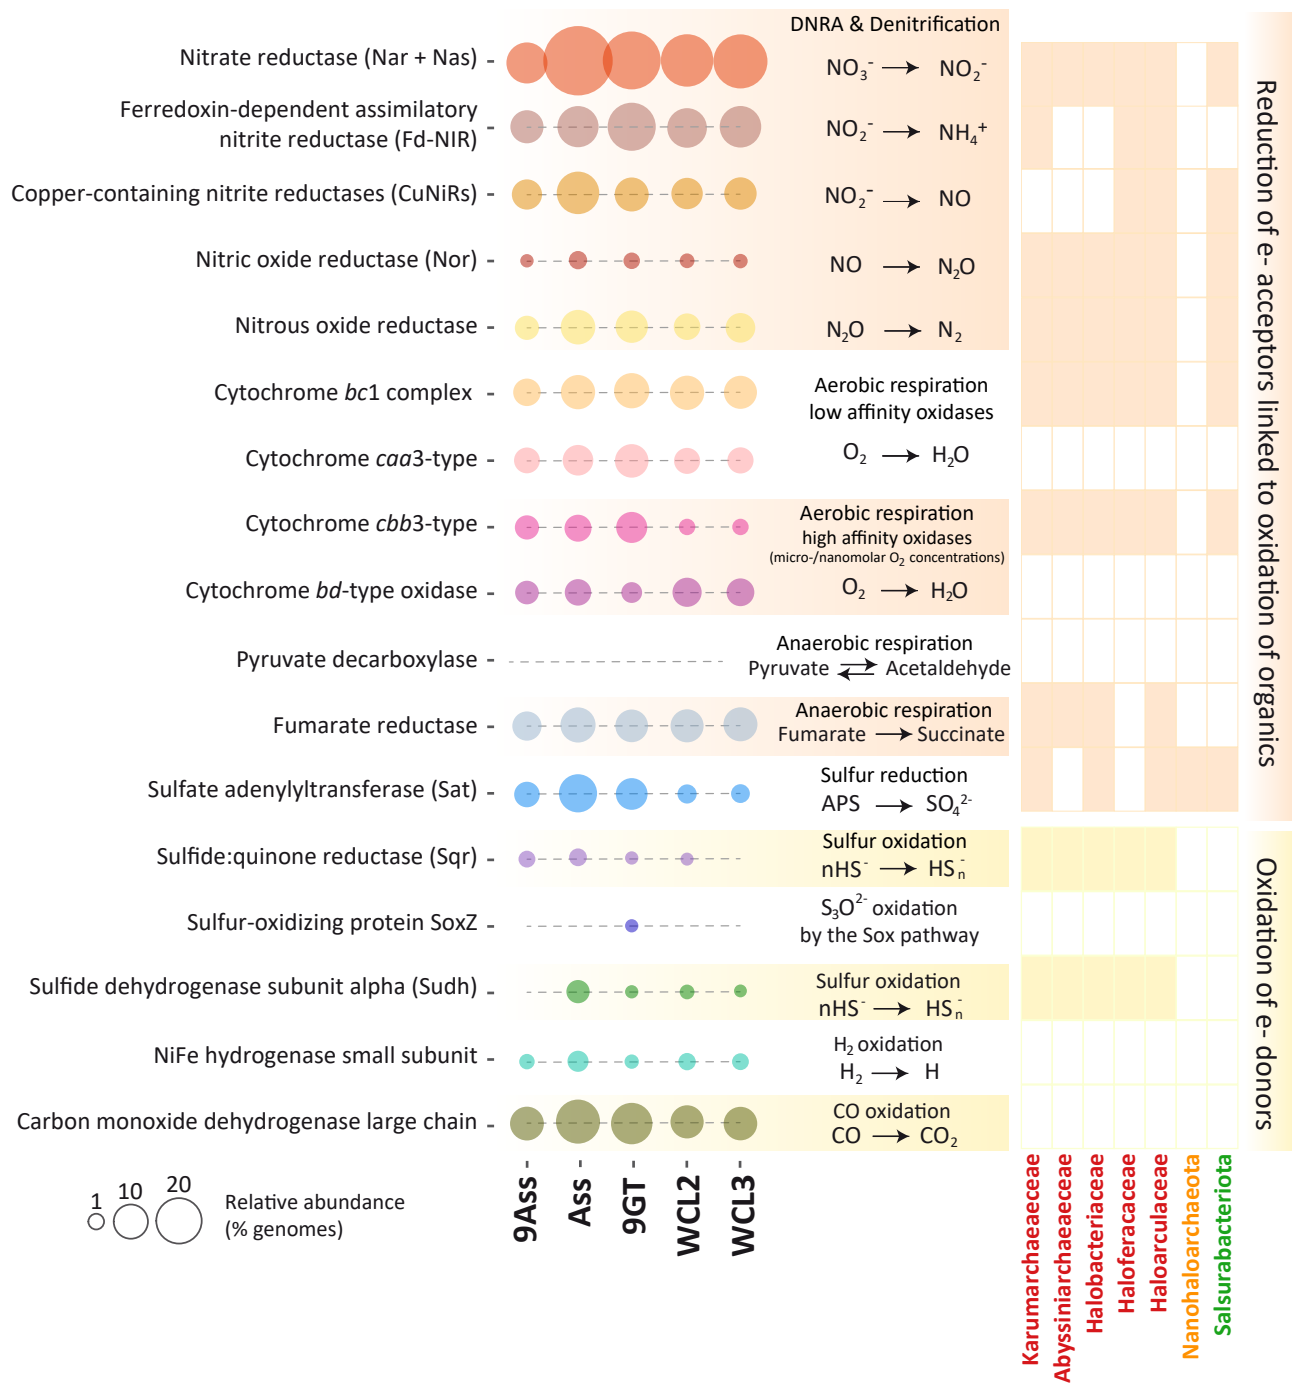 DNRA & Denitrification
Nitrate reductase (Nar + Nas)
NO₃⁻ → NO₂⁻
Ferredoxin-dependent assimilatory
nitrite reductase (Fd-NIR)
NO₂⁻ → NH₄⁺
Copper-containing nitrite reductases (CuNiRs)
NO₂⁻ → NO
Nitric oxide reductase (Nor)
NO → N₂O
Nitrous oxide reductase
N₂O → N₂
Cytochrome bc1 complex
Aerobic respiration
low affinity oxidases
Cytochrome caa3-type
O₂ → H₂O
Cytochrome cbb3-type
Aerobic respiration
high affinity oxidases
(micro-/nanomolar O₂ concentrations)
Cytochrome bd-type oxidase
O₂ → H₂O
Pyruvate decarboxylase
Anaerobic respiration
Pyruvate ⇄ Acetaldehyde
Fumarate reductase
Anaerobic respiration
Fumarate → Succinate
Sulfate adenylyltransferase (Sat)
Sulfur reduction
APS → SO₄²⁻
Sulfide:quinone reductase (Sqr)
Sulfur oxidation
nHS⁻ → HSₙ⁻
Sulfur-oxidizing protein SoxZ
S₃O²⁻ oxidation
by the Sox pathway
Sulfide dehydrogenase subunit alpha (Sudh)
Sulfur oxidation
nHS⁻ → HSₙ⁻
NiFe hydrogenase small subunit
H₂ oxidation
H₂ → H
Carbon monoxide dehydrogenase large chain
CO oxidation
CO → CO₂
Reduction of e- acceptors linked to oxidation of organics
Oxidation of e- donors
9Ass
Ass
9GT
WCL2
WCL3
Karumarchaeaeceae
Abyssiniarchaeaeceae
Halobacteriaceae
Haloferacaceae
Haloarculaceae
Nanohaloarchaeota
Salsurabacteriota
1 10 20
Relative abundance
(% genomes)